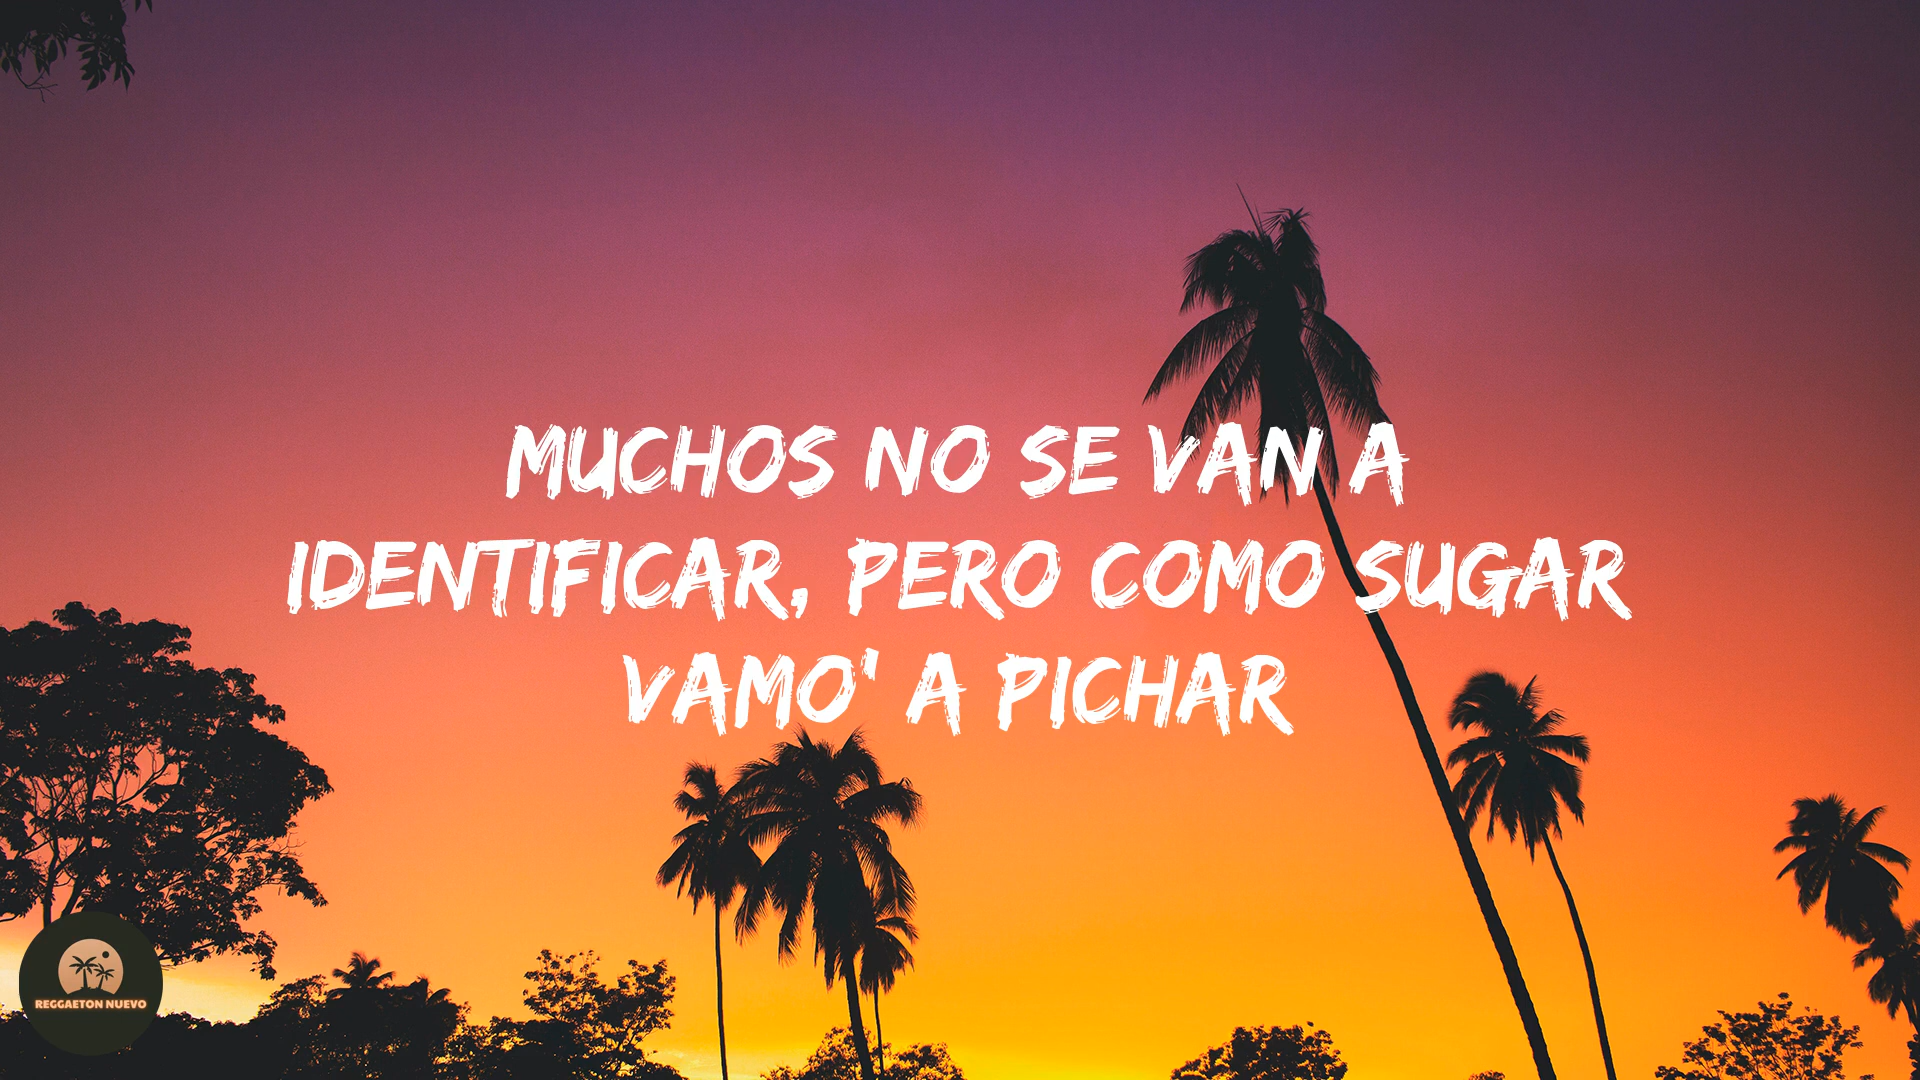 MUCHOS NO SE VAN A
IDENTIFICAR, PERO COMO SUGAR
VAMO' A PICHAR
REGGAETON NUEVO